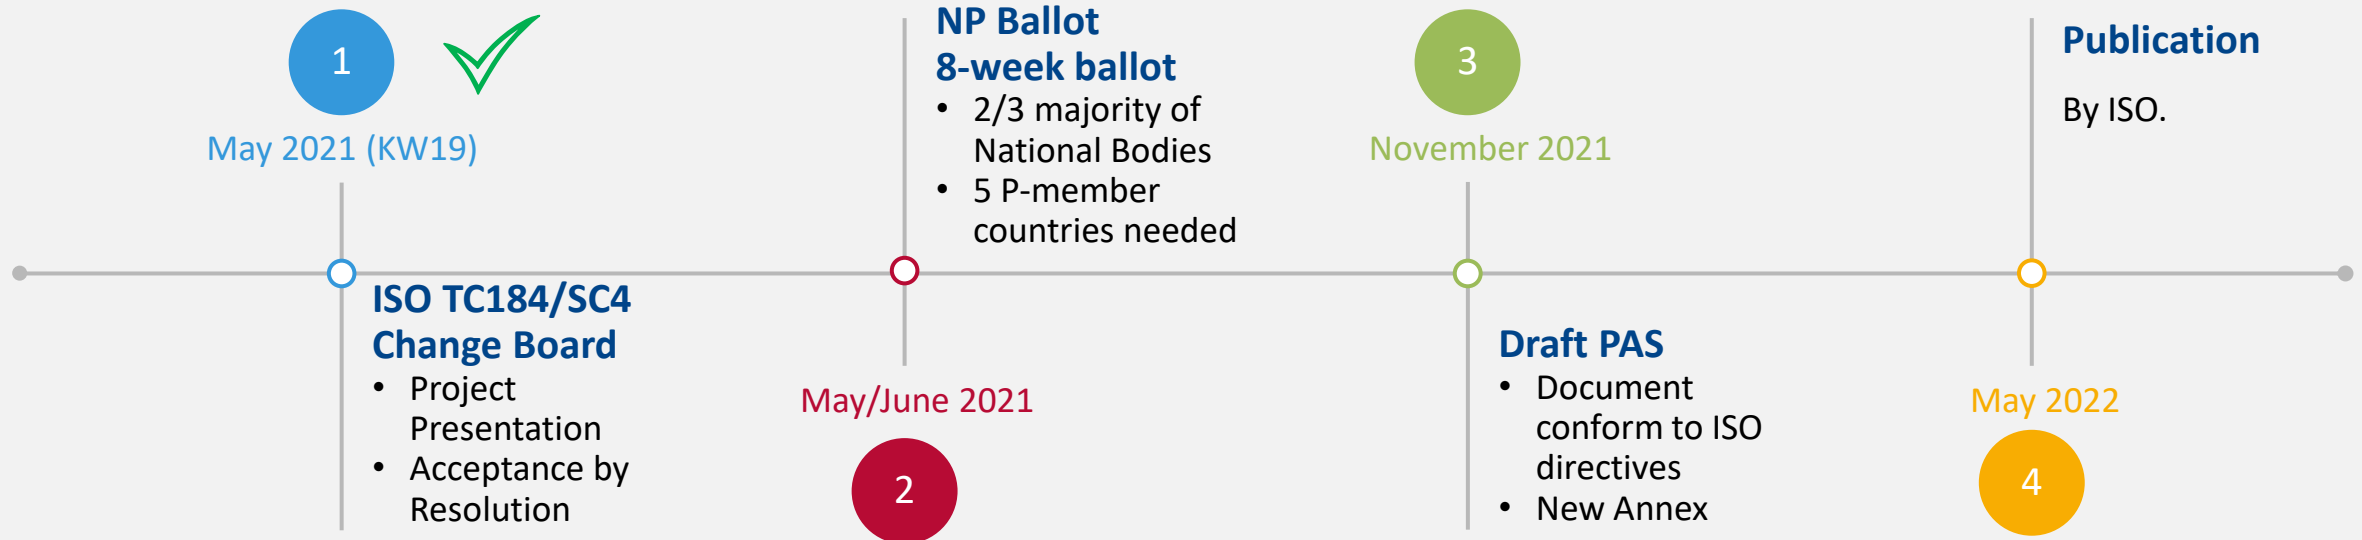 1
May 2021 (KW19)
ISO TC184/SC4
Change Board
• Project
Presentation
• Acceptance by
Resolution
NP Ballot
8-week ballot
• 2/3 majority of
National Bodies
• 5 P-member
countries needed
May/June 2021
2
3
November 2021
Draft PAS
• Document
conform to ISO
directives
• New Annex
Publication
By ISO.
May 2022
4